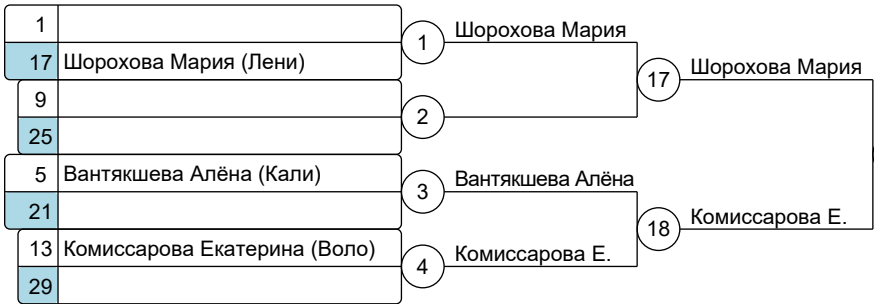 1
17 Шорохова Мария (Лени)
9
25
5 Вантякшева Алёна (Кали)
21
13 Комиссарова Екатерина (Воло)
29
1 Шорохова Мария
2
3 Вантякшева Алёна
4 Комиссарова Е.
17 Шорохова Мария
18 Комиссарова Е.